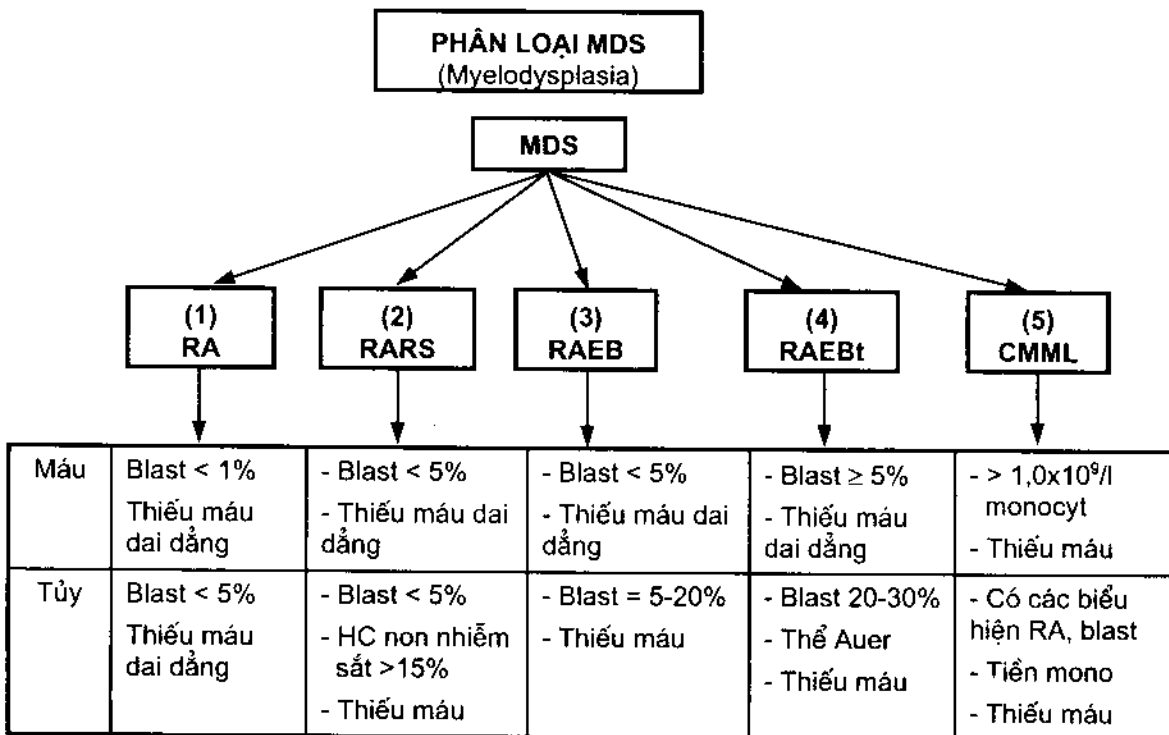 PHÂN LOẠI MDS
(Myelodysplasia)
MDS
(1)
RA
(2)
RARS
(3)
RAEB
(4)
RAEBt
(5)
CMML
Máu
Blast < 1%
Thiếu máu
dai dẳng
- Blast < 5%
- Thiếu máu dai
dẳng
- Blast < 5%
- Thiếu máu dai
dẳng
- Blast ≥ 5%
- Thiếu máu
dai dẳng
- > 1,0x10⁹/l
monocyt
- Thiếu máu
Tủy
Blast < 5%
Thiếu máu
dai dẳng
- Blast < 5%
- HC non nhiễm
sắt >15%
- Thiếu máu
- Blast = 5-20%
- Thiếu máu
- Blast 20-30%
- Thể Auer
- Thiếu máu
- Có các biểu
hiện RA, blast
- Tiền mono
- Thiếu máu